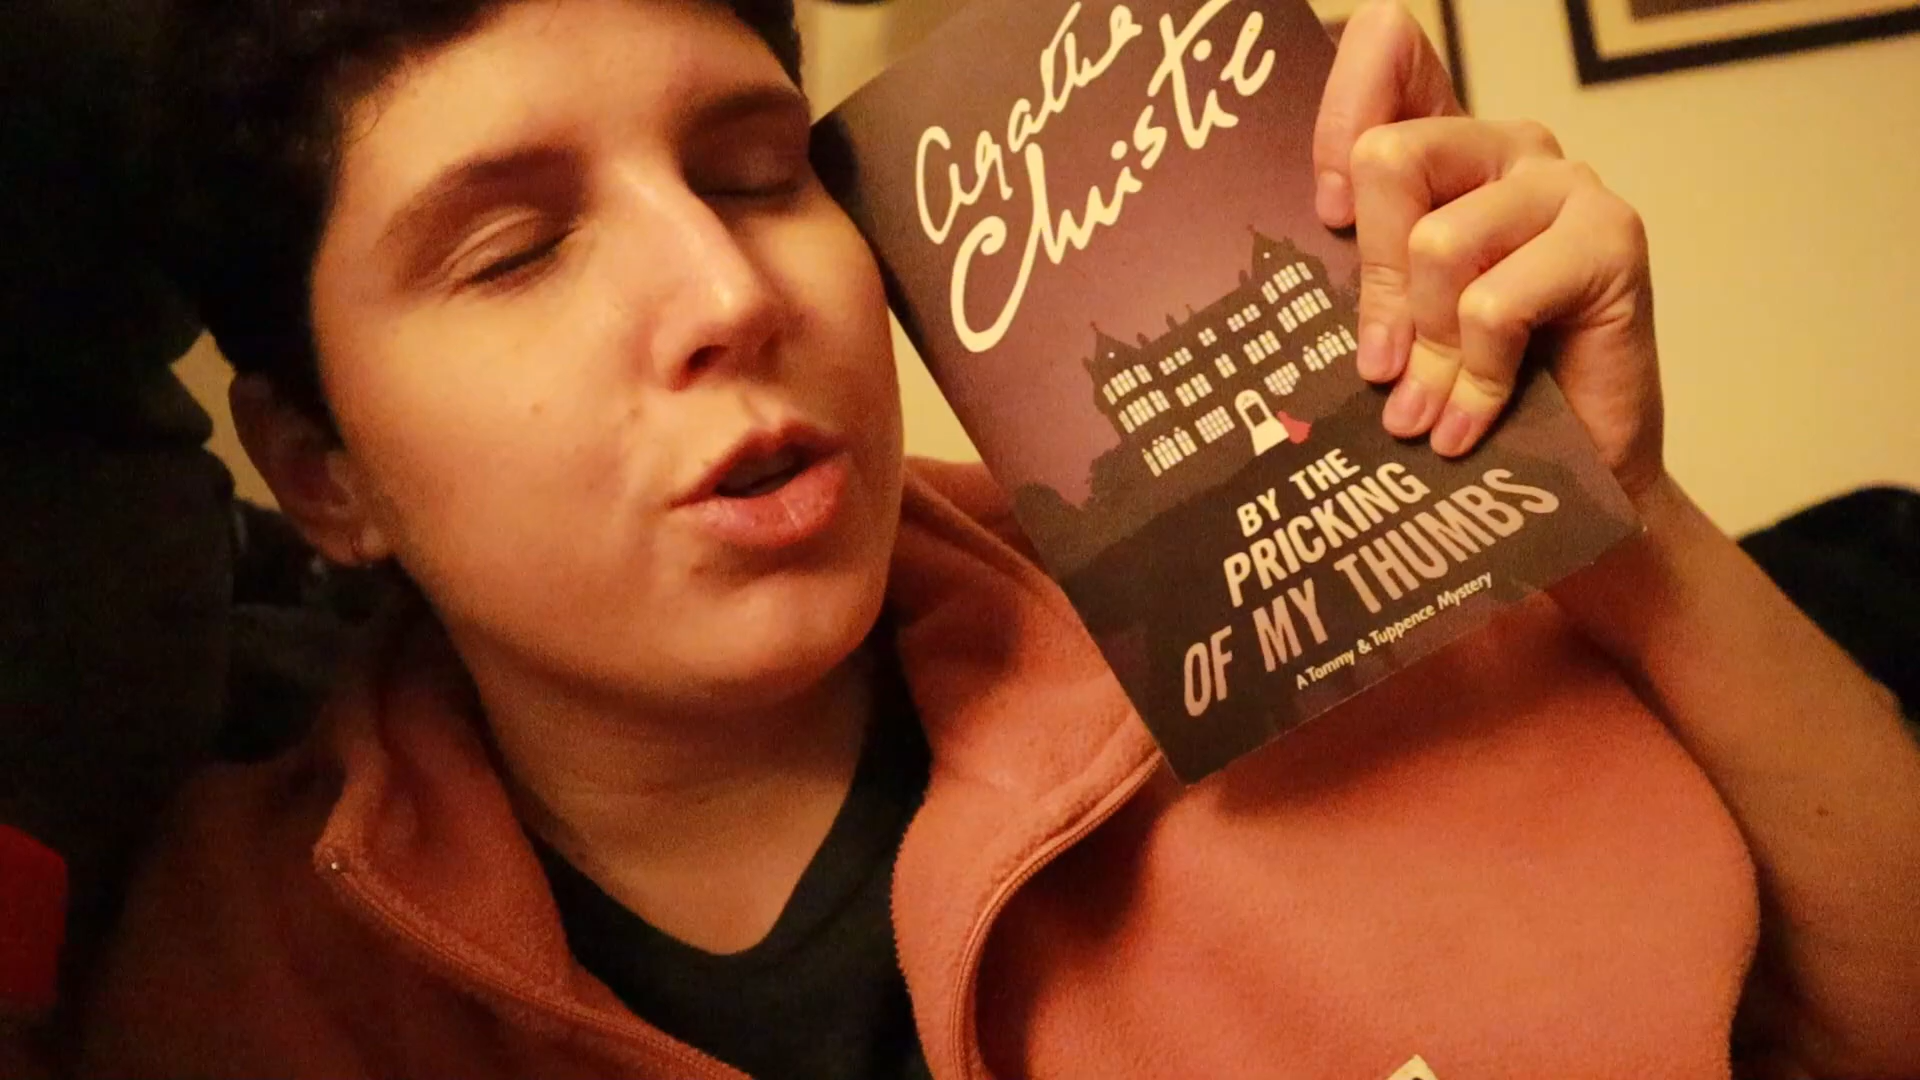 Agatha
Christie
BY THE
PRICKING
OF MY THUMBS
A Tommy & Tuppence Mystery